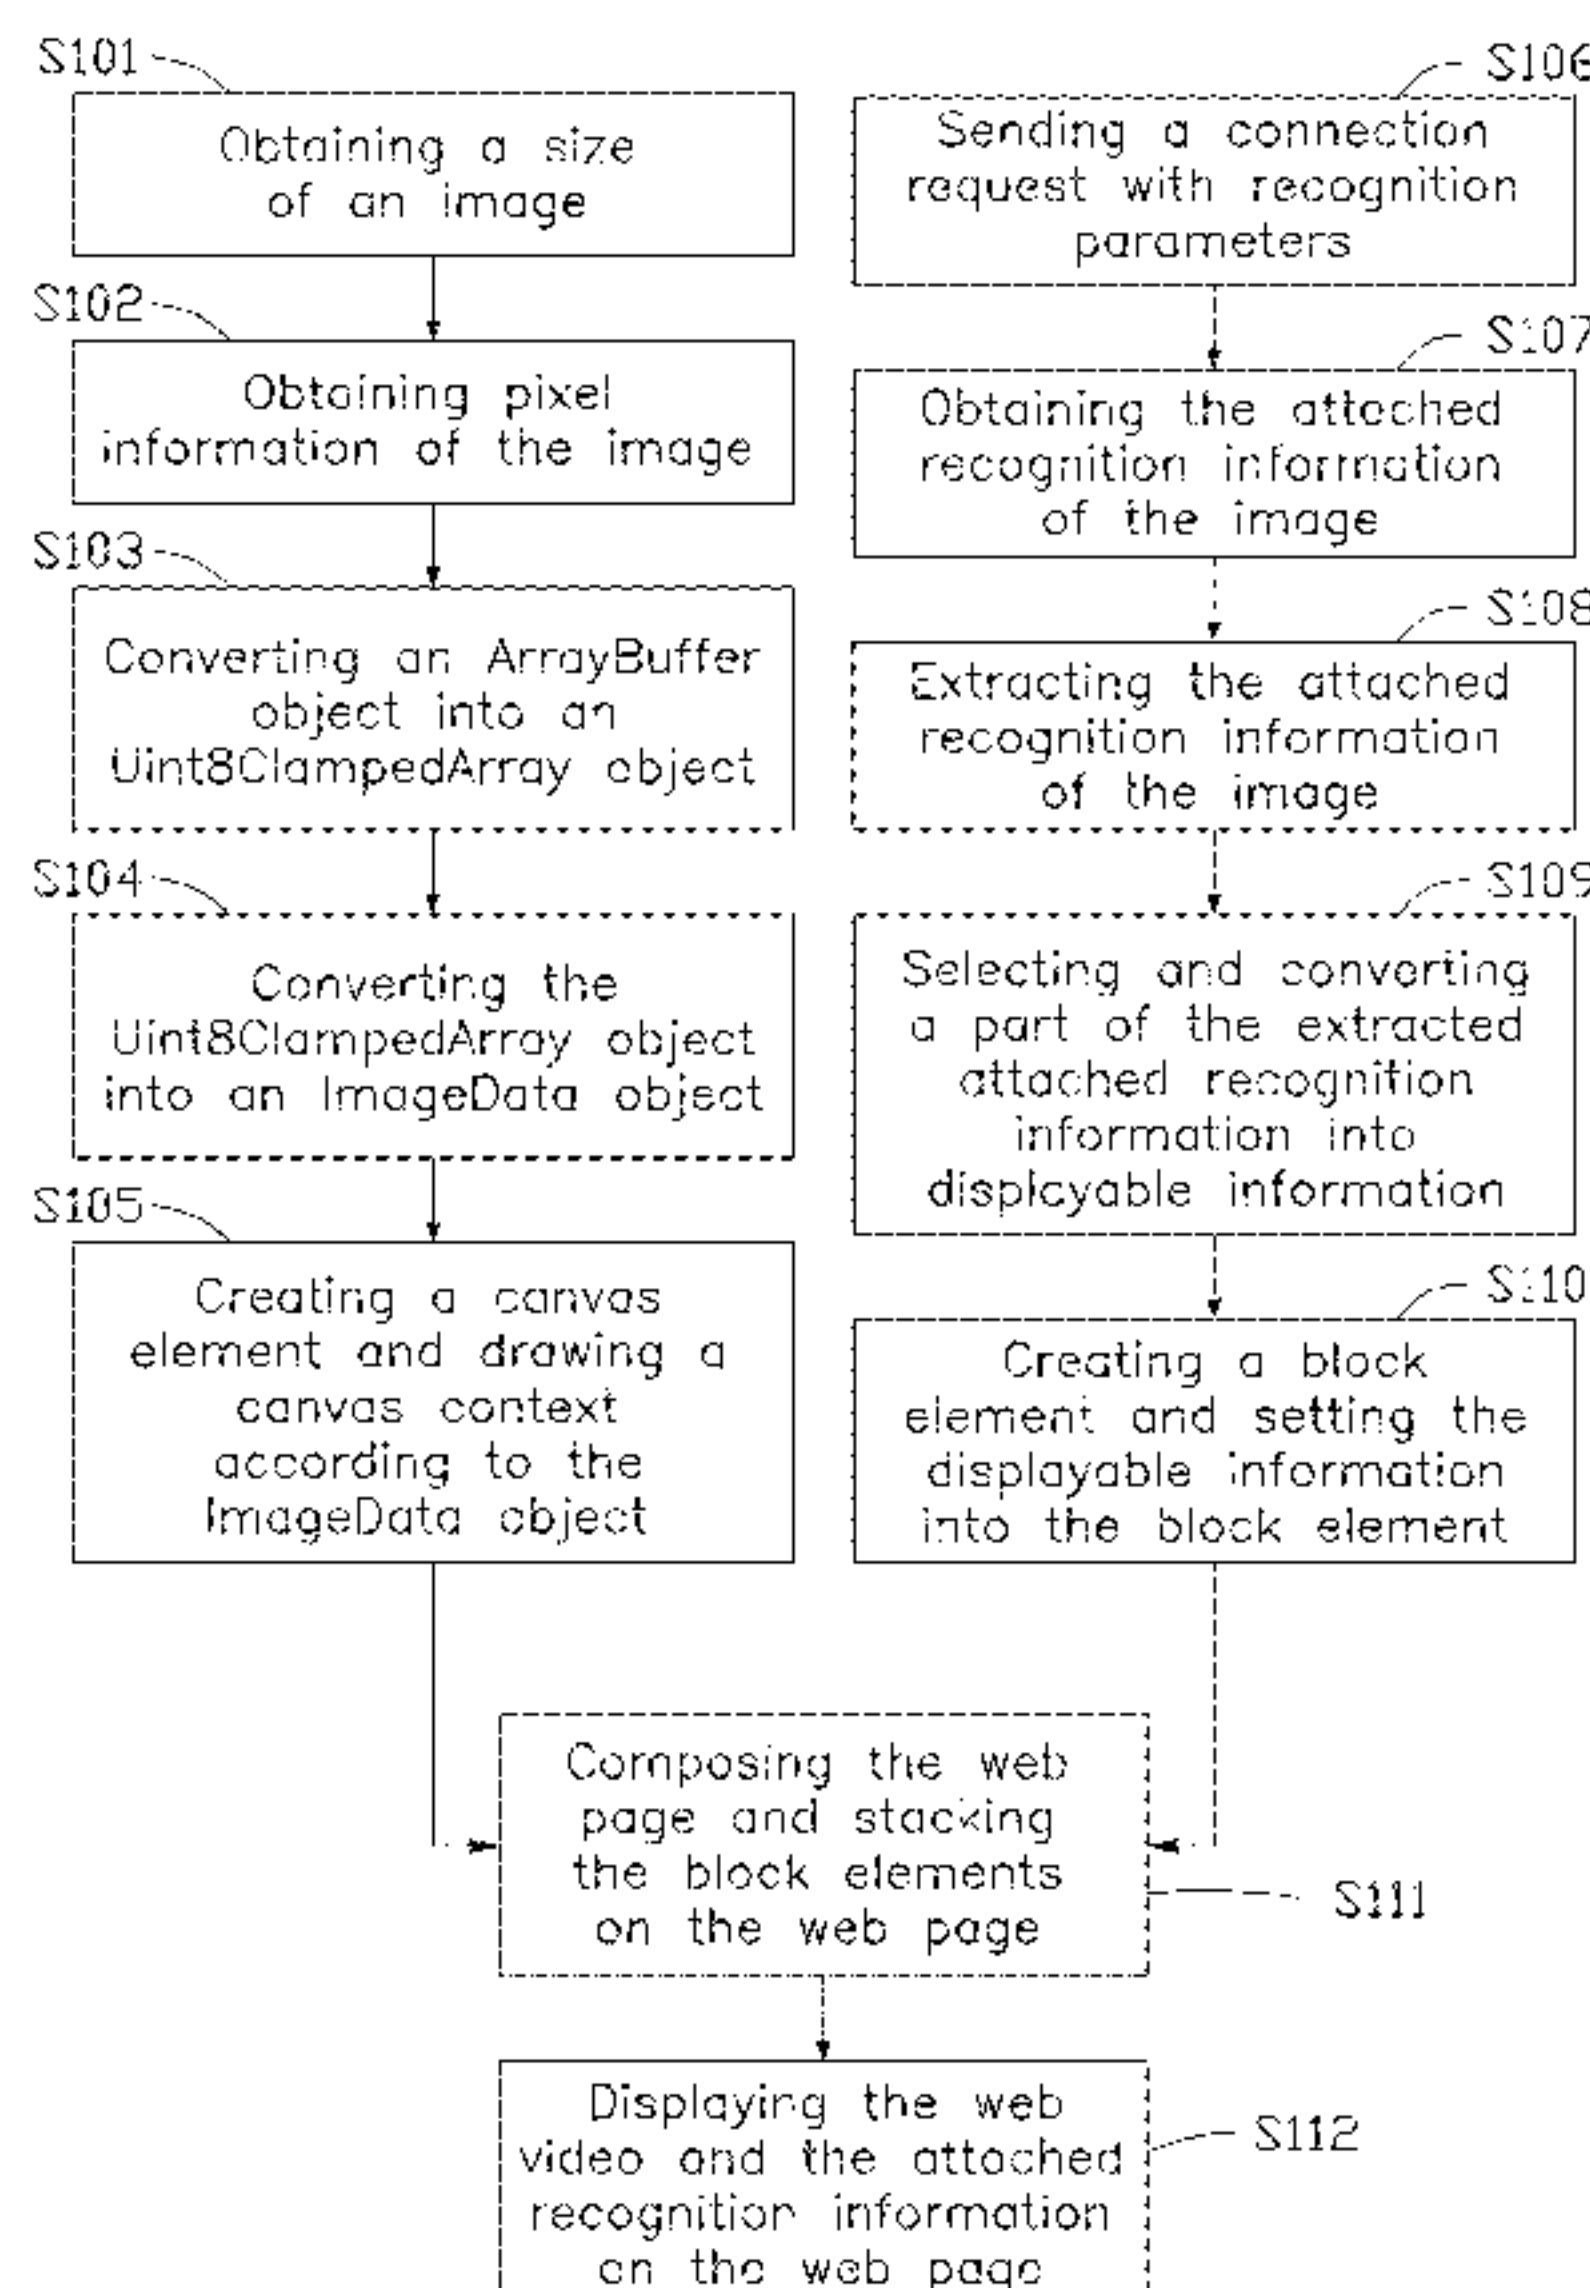 S101
Obtaining a size
of an image
S102
Obtaining pixel
information of the image
S103
Converting an ArrayBuffer
object into an
Uint8ClampedArray object
S104
Converting the
Uint8ClampedArray object
into an ImageData object
S105
Creating a canvas
element and drawing a
canvas context
according to the
ImageData object
S106
Sending a connection
request with recognition
parameters
S107
Obtaining the attached
recognition information
of the image
S108
Extracting the attached
recognition information
of the image
S109
Selecting and converting
a part of the extracted
attached recognition
information into
displayable information
S110
Creating a block
element and setting the
displayable information
into the block element
Composing the web
page and stacking
the block elements
on the web page
S111
Displaying the web
video and the attached
recognition information
on the web page
S112